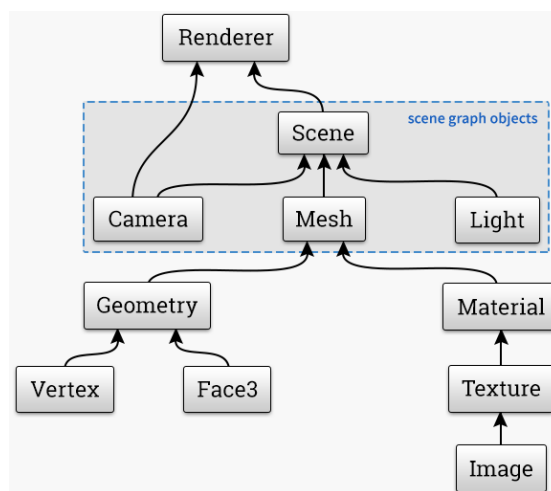 Renderer
scene graph objects
Scene
Camera
Mesh
Light
Geometry
Material
Vertex
Face3
Texture
Image